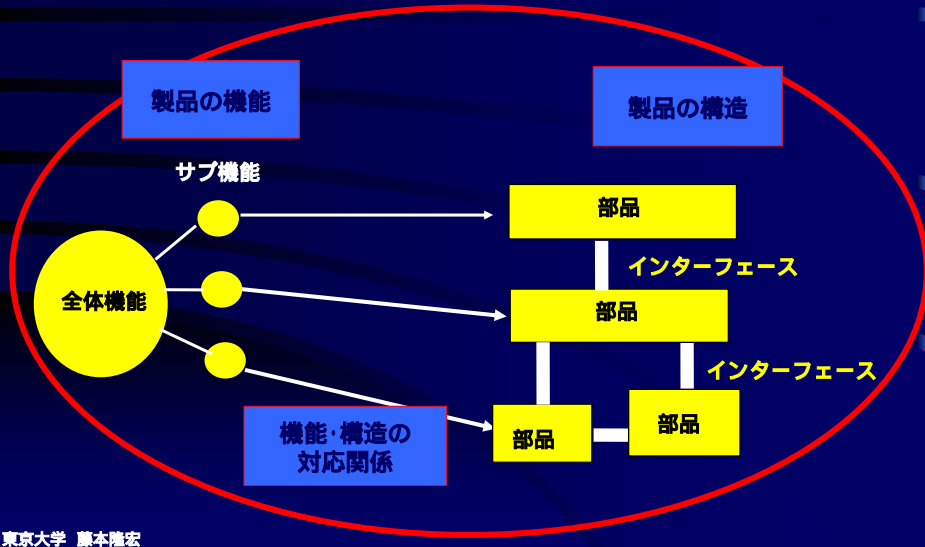 製品の機能
製品の構造
サブ機能
部品
インターフェース
全体機能
部品
インターフェース
部品
部品
機能・構造の
対応関係
東京大学 藤本隆宏